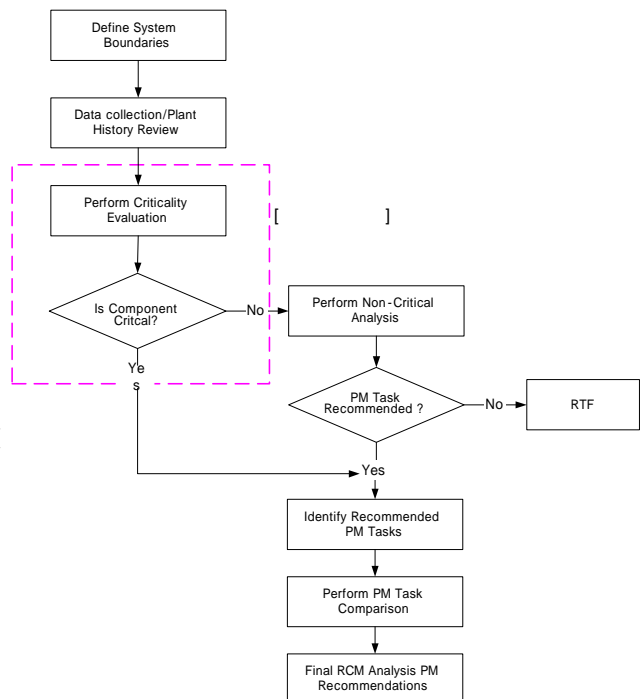 Define System
Boundaries
Data collection/Plant
History Review
Perform Criticality
Evaluation
[ ]
Is Component
Critcal?
No
Perform Non-Critical
Analysis
Ye
s
PM Task
Recommended ?
No
RTF
Yes
Identify Recommended
PM Tasks
Perform PM Task
Comparison
Final RCM Analysis PM
Recommendations